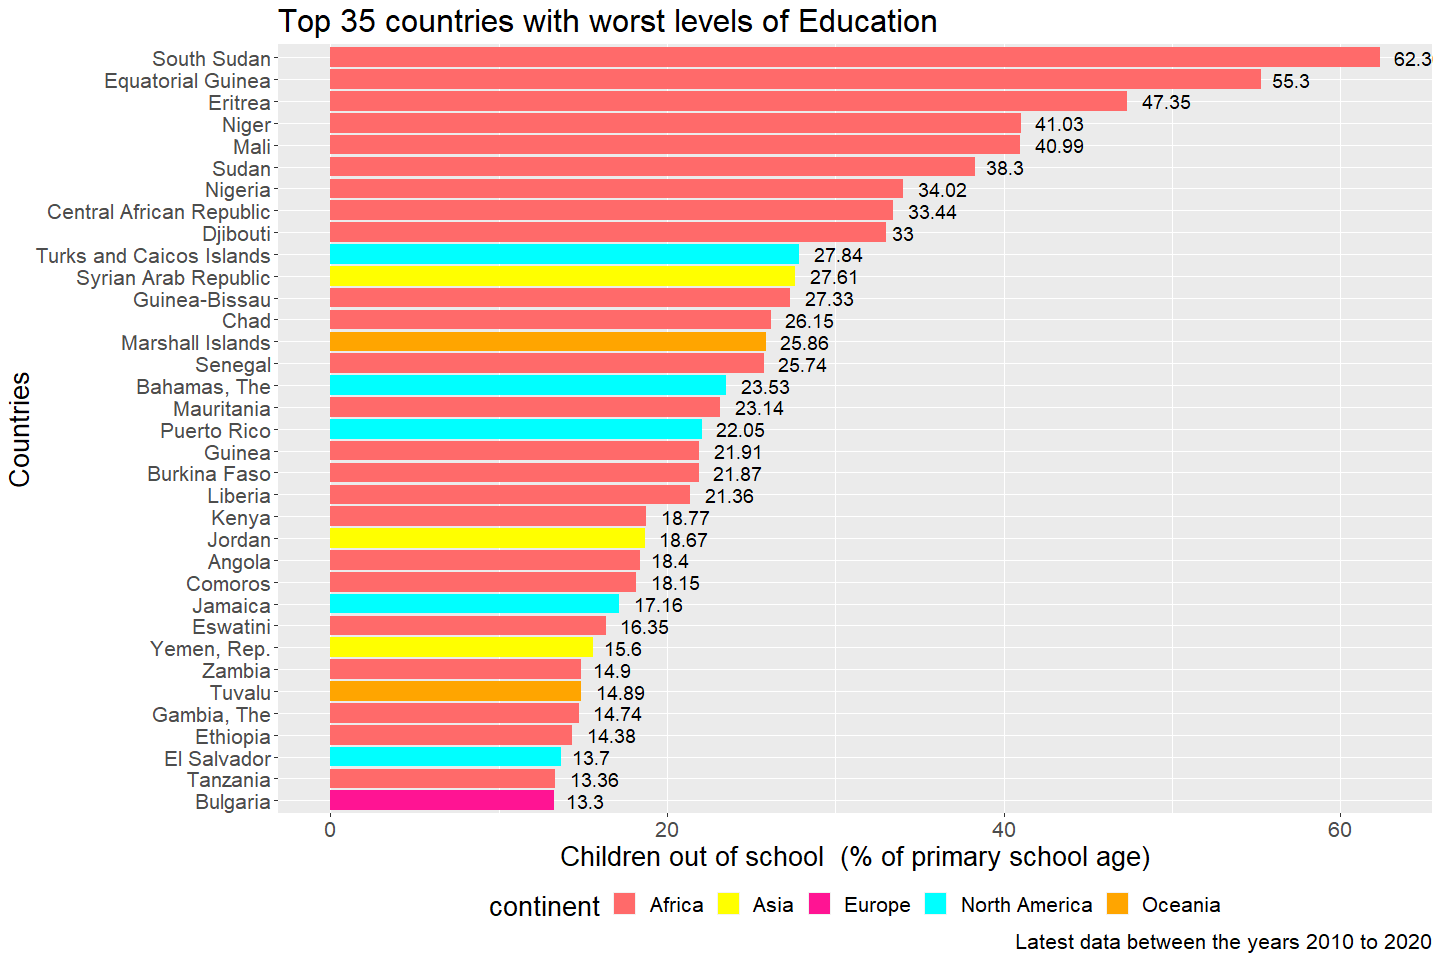 Top 35 countries with worst levels of Education
Countries
South Sudan 62.3
Equatorial Guinea 55.3
Eritrea 47.35
Niger 41.03
Mali 40.99
Sudan 38.3
Nigeria 34.02
Central African Republic 33.44
Djibouti 33
Turks and Caicos Islands 27.84
Syrian Arab Republic 27.61
Guinea-Bissau 27.33
Chad 26.15
Marshall Islands 25.86
Senegal 25.74
Bahamas, The 23.53
Mauritania 23.14
Puerto Rico 22.05
Guinea 21.91
Burkina Faso 21.87
Liberia 21.36
Kenya 18.77
Jordan 18.67
Angola 18.4
Comoros 18.15
Jamaica 17.16
Eswatini 16.35
Yemen, Rep. 15.6
Zambia 14.9
Tuvalu 14.89
Gambia, The 14.74
Ethiopia 14.38
El Salvador 13.7
Tanzania 13.36
Bulgaria 13.3
0 20 40 60
Children out of school  (% of primary school age)
continent Africa Asia Europe North America Oceania
Latest data between the years 2010 to 2020